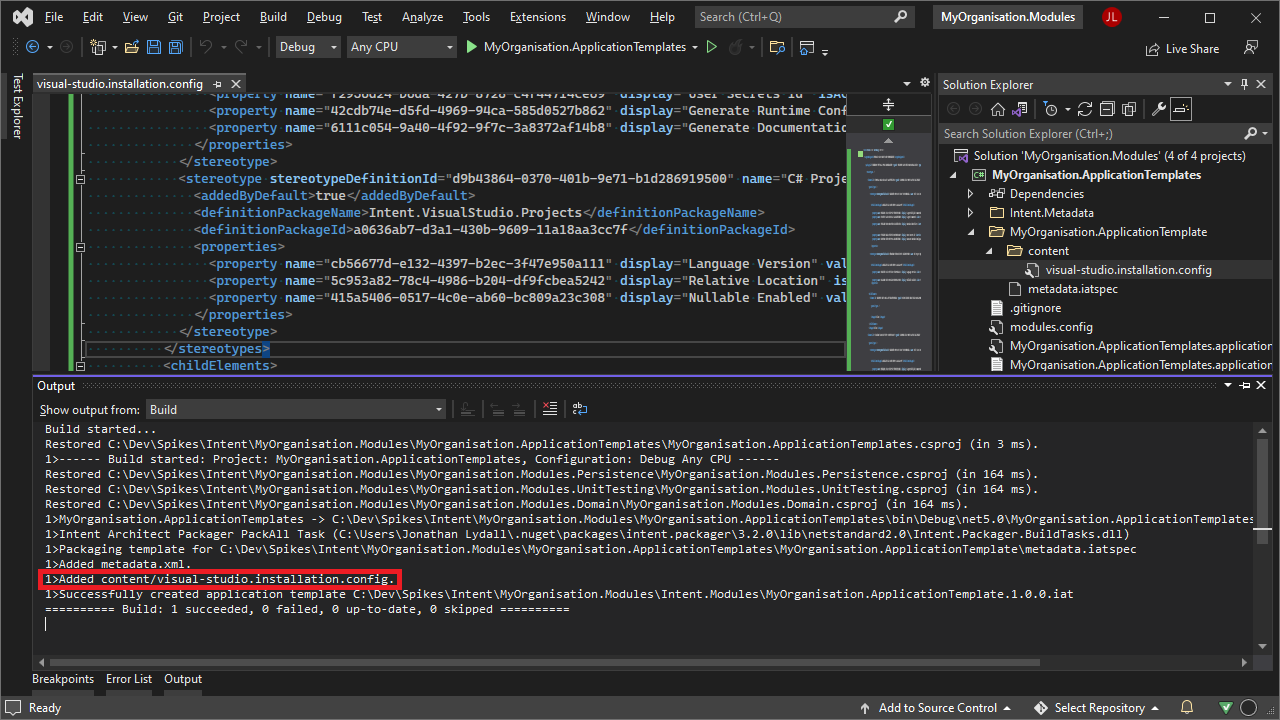 File Edit View Git Project Build Debug Test Analyze Tools Extensions Window Help Search (Ctrl+Q) MyOrganisation.Modules JL
Debug Any CPU MyOrganisation.ApplicationTemplates Live Share
Test Explorer
visual-studio.installation.config
<property name="42cdb74e-d5fd-4969-94ca-585d0527b862" display="Generate Runtime Conf
<property name="6111c054-9a40-4f92-9f7c-3a8372af14b8" display="Generate Documentatio
</properties>
</stereotype>
<stereotype stereotypeDefinitionId="d9b43864-0370-401b-9e71-b1d286919500" name="C# Proje
<addedByDefault>true</addedByDefault>
<definitionPackageName>Intent.VisualStudio.Projects</definitionPackageName>
<definitionPackageId>a0636ab7-d3a1-430b-9609-11a18aa3cc7f</definitionPackageId>
<properties>
<property name="cb56677d-e132-4397-b2ec-3f47e950a111" display="Language Version" val
<property name="5c953a82-78c4-4986-b204-df9fcbea5242" display="Relative Location" is
<property name="415a5406-0517-4c0e-ab60-bc809a23c308" display="Nullable Enabled" val
</properties>
</stereotype>
</stereotypes>
<childElements>
Solution Explorer
Search Solution Explorer (Ctrl+;)
Solution 'MyOrganisation.Modules' (4 of 4 projects)
C# MyOrganisation.ApplicationTemplates
Dependencies
Intent.Metadata
MyOrganisation.ApplicationTemplate
content
visual-studio.installation.config
metadata.iatspec
.gitignore
modules.config
MyOrganisation.ApplicationTemplates.application
MyOrganisation.ApplicationTemplates.application
Output
Show output from: Build
Build started...
Restored C:\Dev\Spikes\Intent\MyOrganisation.Modules\MyOrganisation.ApplicationTemplates\MyOrganisation.ApplicationTemplates.csproj (in 3 ms).
1>------ Build started: Project: MyOrganisation.ApplicationTemplates, Configuration: Debug Any CPU ------
Restored C:\Dev\Spikes\Intent\MyOrganisation.Modules\MyOrganisation.Modules.Persistence\MyOrganisation.Modules.Persistence.csproj (in 164 ms).
Restored C:\Dev\Spikes\Intent\MyOrganisation.Modules\MyOrganisation.Modules.UnitTesting\MyOrganisation.Modules.UnitTesting.csproj (in 164 ms).
Restored C:\Dev\Spikes\Intent\MyOrganisation.Modules\MyOrganisation.Modules.Domain\MyOrganisation.Modules.Domain.csproj (in 164 ms).
1>MyOrganisation.ApplicationTemplates -> C:\Dev\Spikes\Intent\MyOrganisation.Modules\MyOrganisation.ApplicationTemplates\bin\Debug\net5.0\MyOrganisation.ApplicationTemplates
1>Intent Architect Packager PackAll Task (C:\Users\Jonathan Lydall\.nuget\packages\intent.packager\3.2.0\lib\netstandard2.0\Intent.Packager.BuildTasks.dll)
1>Packaging template for C:\Dev\Spikes\Intent\MyOrganisation.Modules\MyOrganisation.ApplicationTemplates\MyOrganisation.ApplicationTemplate\metadata.iatspec
1>Added metadata.xml.
1>Added content/visual-studio.installation.config.
1>Successfully created application template C:\Dev\Spikes\Intent\MyOrganisation.Modules\Intent.Modules\MyOrganisation.ApplicationTemplate.1.0.0.iat
========== Build: 1 succeeded, 0 failed, 0 up-to-date, 0 skipped ==========
Breakpoints Error List Output
Ready Add to Source Control Select Repository